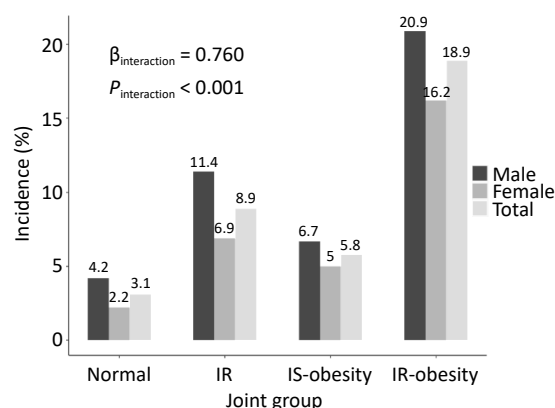 β interaction = 0.760
P interaction < 0.001
Incidence (%)
20
15
10
5
0
4.2
2.2
3.1
11.4
6.9
8.9
6.7
5
5.8
20.9
16.2
18.9
Male
Female
Total
Normal IR IS-obesity IR-obesity
Joint group